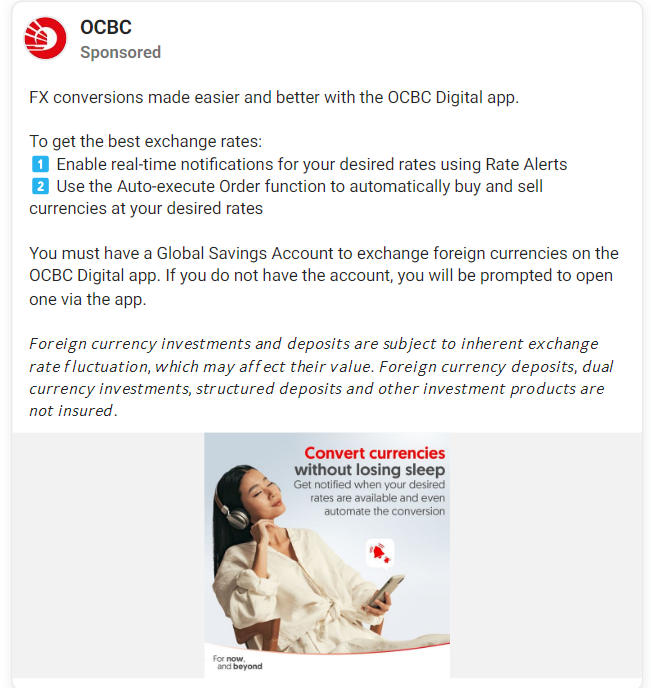 OCBC
Sponsored
FX conversions made easier and better with the OCBC Digital app.
To get the best exchange rates:
1️⃣ Enable real-time notifications for your desired rates using Rate Alerts
2️⃣ Use the Auto-execute Order function to automatically buy and sell
currencies at your desired rates
You must have a Global Savings Account to exchange foreign currencies on the
OCBC Digital app. If you do not have the account, you will be prompted to open
one via the app.
Foreign currency investments and deposits are subject to inherent exchange
rate fluctuation, which may affect their value. Foreign currency deposits, dual
currency investments, structured deposits and other investment products are
not insured.
Convert currencies
without losing sleep
Get notified when your desired
rates are available and even
automate the conversion
For now,
and beyond